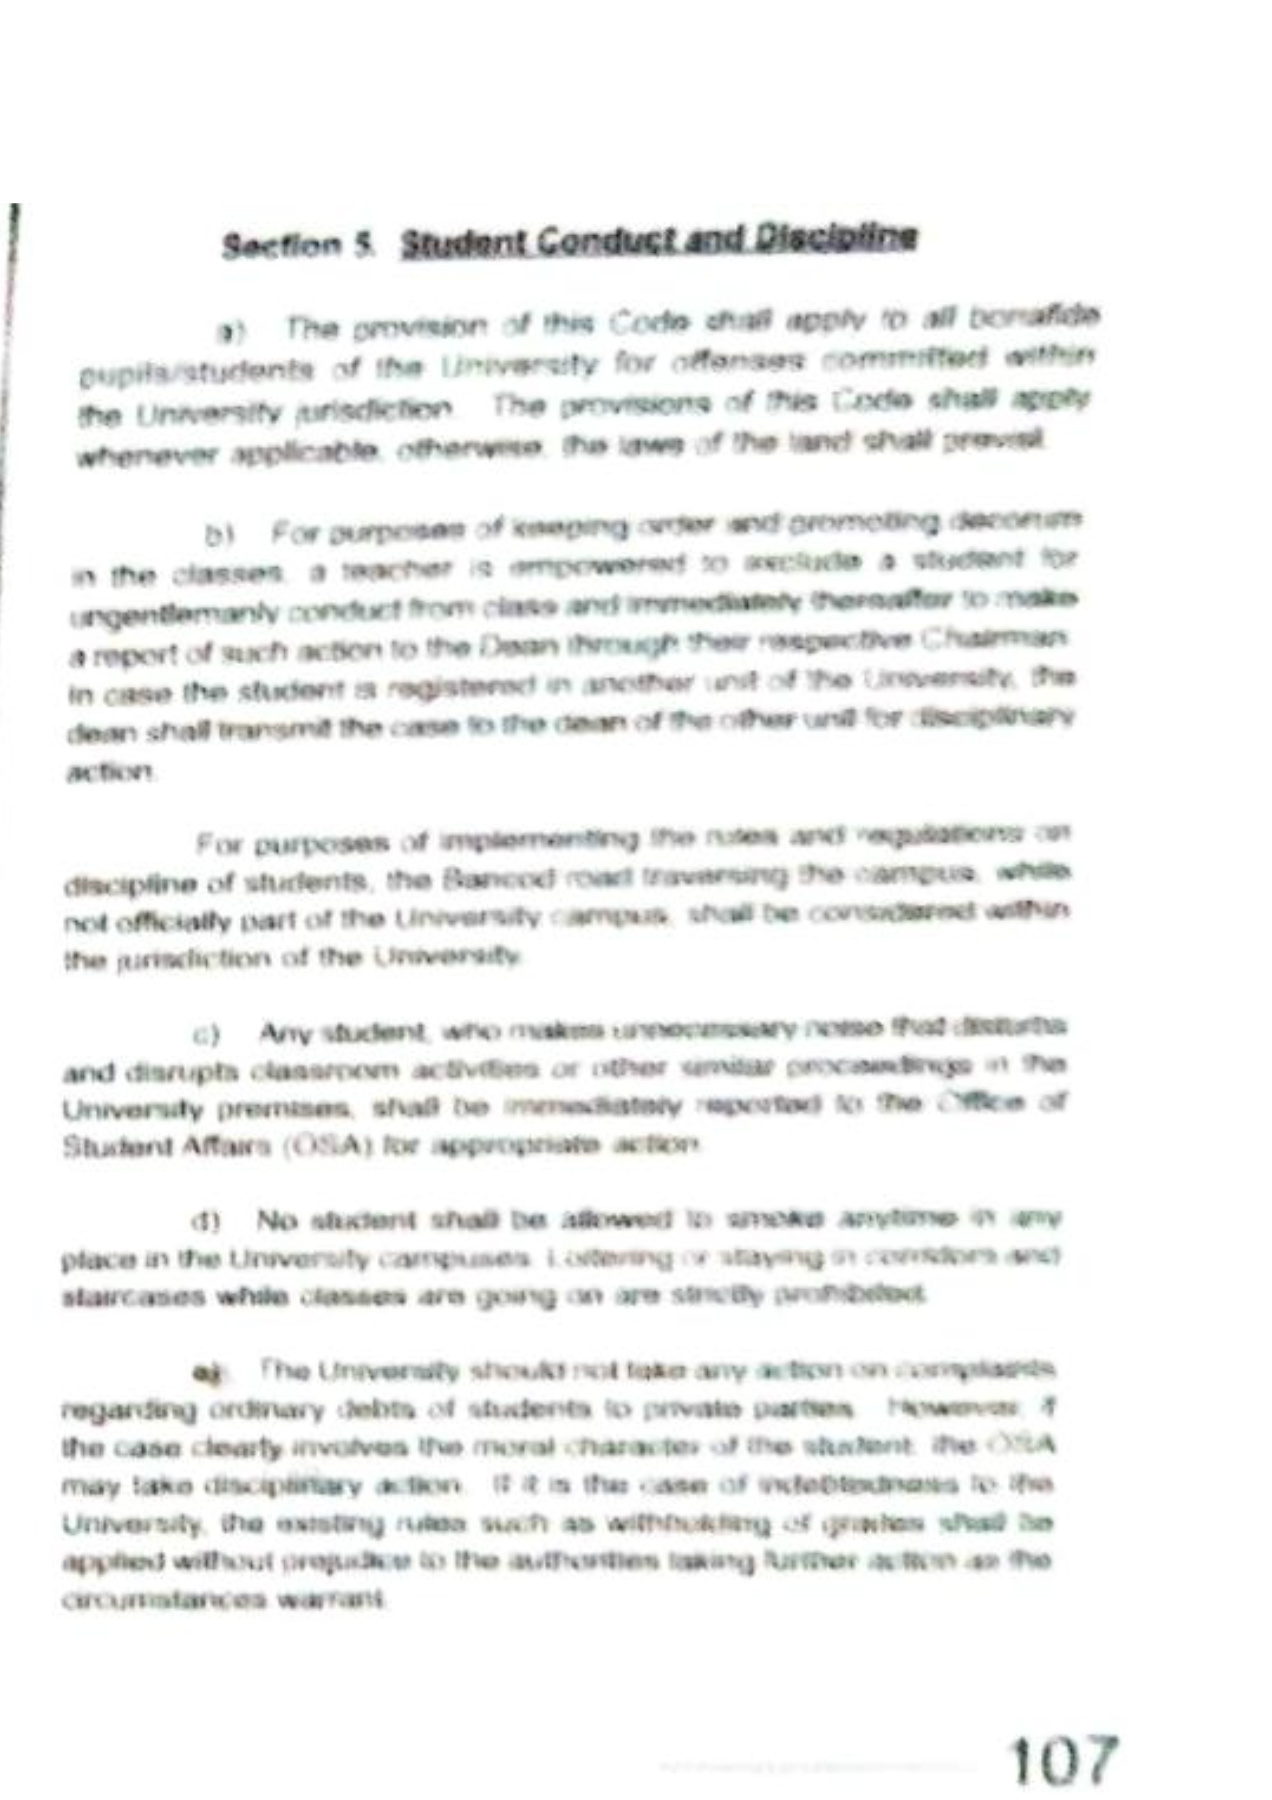 Section 5. Student Conduct and Discipline
a) The provision of this Code shall apply to all bonafide
pupils/students of the University for offenses committed within
the University jurisdiction. The provisions of this Code shall apply
whenever applicable, otherwise, the laws of the land shall prevail.
b) For purposes of keeping order and promoting decorum
in the classes, a teacher is empowered to exclude a student for
ungentlemanly conduct from class and immediately thereafter to make
a report of such action to the Dean through their respective Chairman.
In case the student is registered in another unit of the University, the
dean shall transmit the case to the dean of the other unit for disciplinary
action.
For purposes of implementing the rules and regulations on
discipline of students, the Bancod road traversing the campus, while
not officially part of the University campus, shall be considered within
the jurisdiction of the University.
c) Any student, who makes unnecessary noise that disturbs
and disrupts classroom activities or other similar proceedings in the
University premises, shall be immediately reported to the Office of
Student Affairs (OSA) for appropriate action.
d) No student shall be allowed to smoke anytime in any
place in the University campuses. Loitering or staying in corridors and
staircases while classes are going on are strictly prohibited.
e) The University should not take any action on complaints
regarding ordinary debts of students to private parties. However, if
the case clearly involves the moral character of the student, the OSA
may take disciplinary action. If it is the case of indebtedness to the
University, the existing rules such as withholding of grades shall be
applied without prejudice to the authorities taking further action as the
circumstances warrant.
107